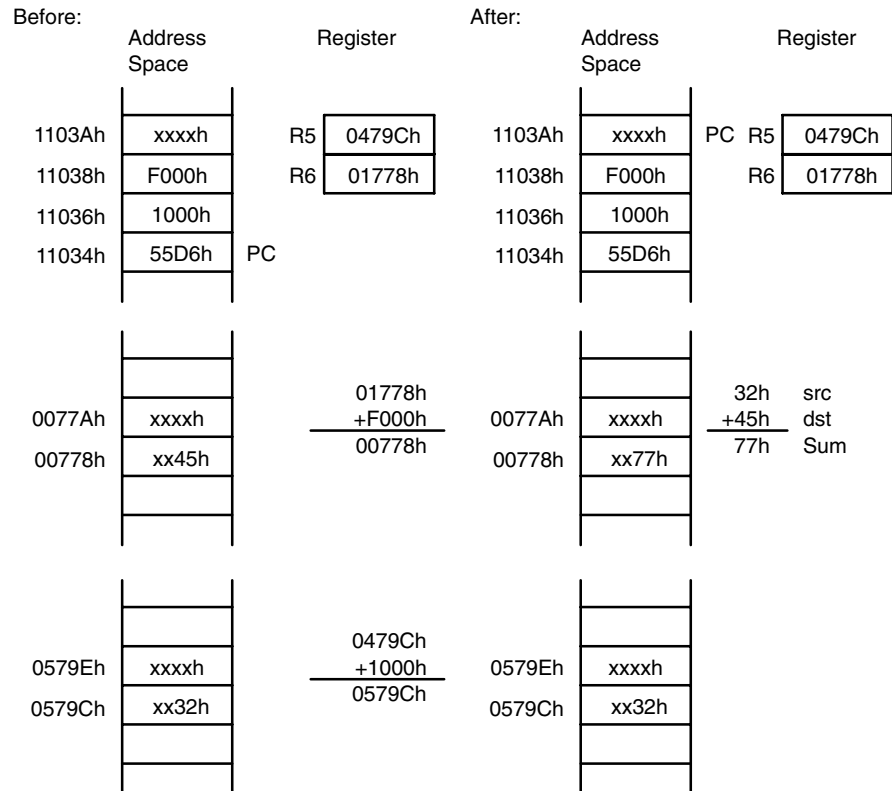 Before:
After:
Address Space
Register
Address Space
Register
1103Ah xxxxh R5 0479Ch
1103Ah xxxxh PC R5 0479Ch
11038h F000h R6 01778h
11038h F000h R6 01778h
11036h 1000h
11036h 1000h
11034h 55D6h PC
11034h 55D6h
01778h
32h src
0077Ah xxxxh +F000h
0077Ah xxxxh +45h dst
00778h xx45h 00778h
00778h xx77h 77h Sum
0479Ch
0579Eh xxxxh +1000h
0579Eh xxxxh
0579Ch xx32h 0579Ch
0579Ch xx32h